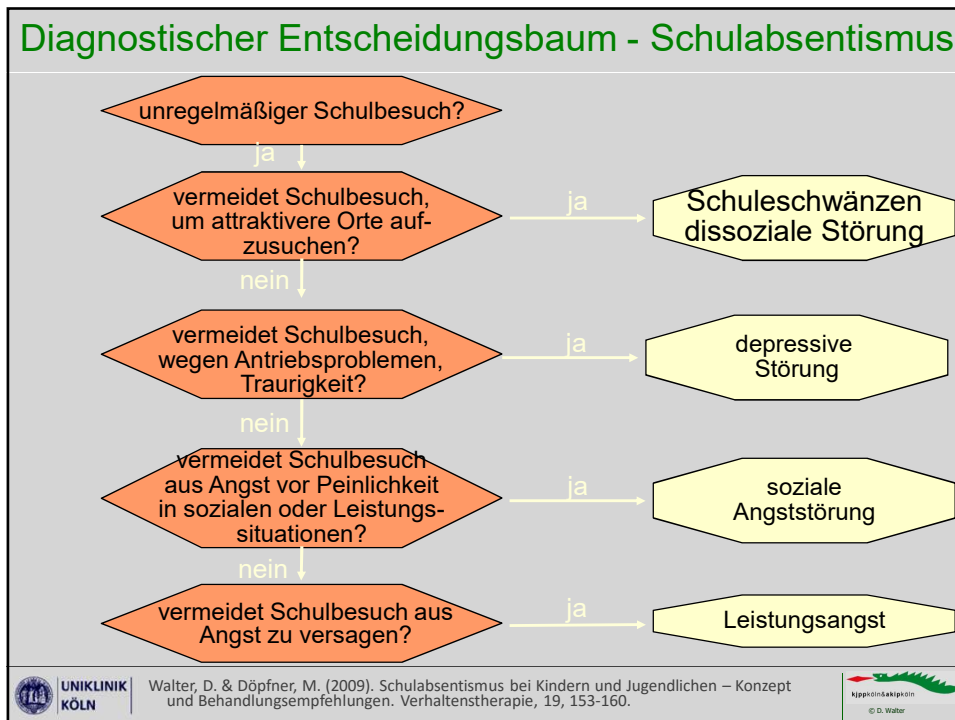 Diagnostischer Entscheidungsbaum - Schulabsentismus
unregelmäßiger Schulbesuch?
ja
vermeidet Schulbesuch,
um attraktivere Orte auf-
zusuchen?
ja
Schuleschwänzen
dissoziale Störung
nein
vermeidet Schulbesuch,
wegen Antriebsproblemen,
Traurigkeit?
ja
depressive
Störung
nein
vermeidet Schulbesuch
aus Angst vor Peinlichkeit
in sozialen oder Leistungs-
situationen?
ja
soziale
Angststörung
nein
vermeidet Schulbesuch aus
Angst zu versagen?
ja
Leistungsangst
UNIKLINIK
KÖLN
Walter, D. & Döpfner, M. (2009). Schulabsentismus bei Kindern und Jugendlichen – Konzept
und Behandlungsempfehlungen. Verhaltenstherapie, 19, 153-160.
kjppköln&akipköln
© D. Walter